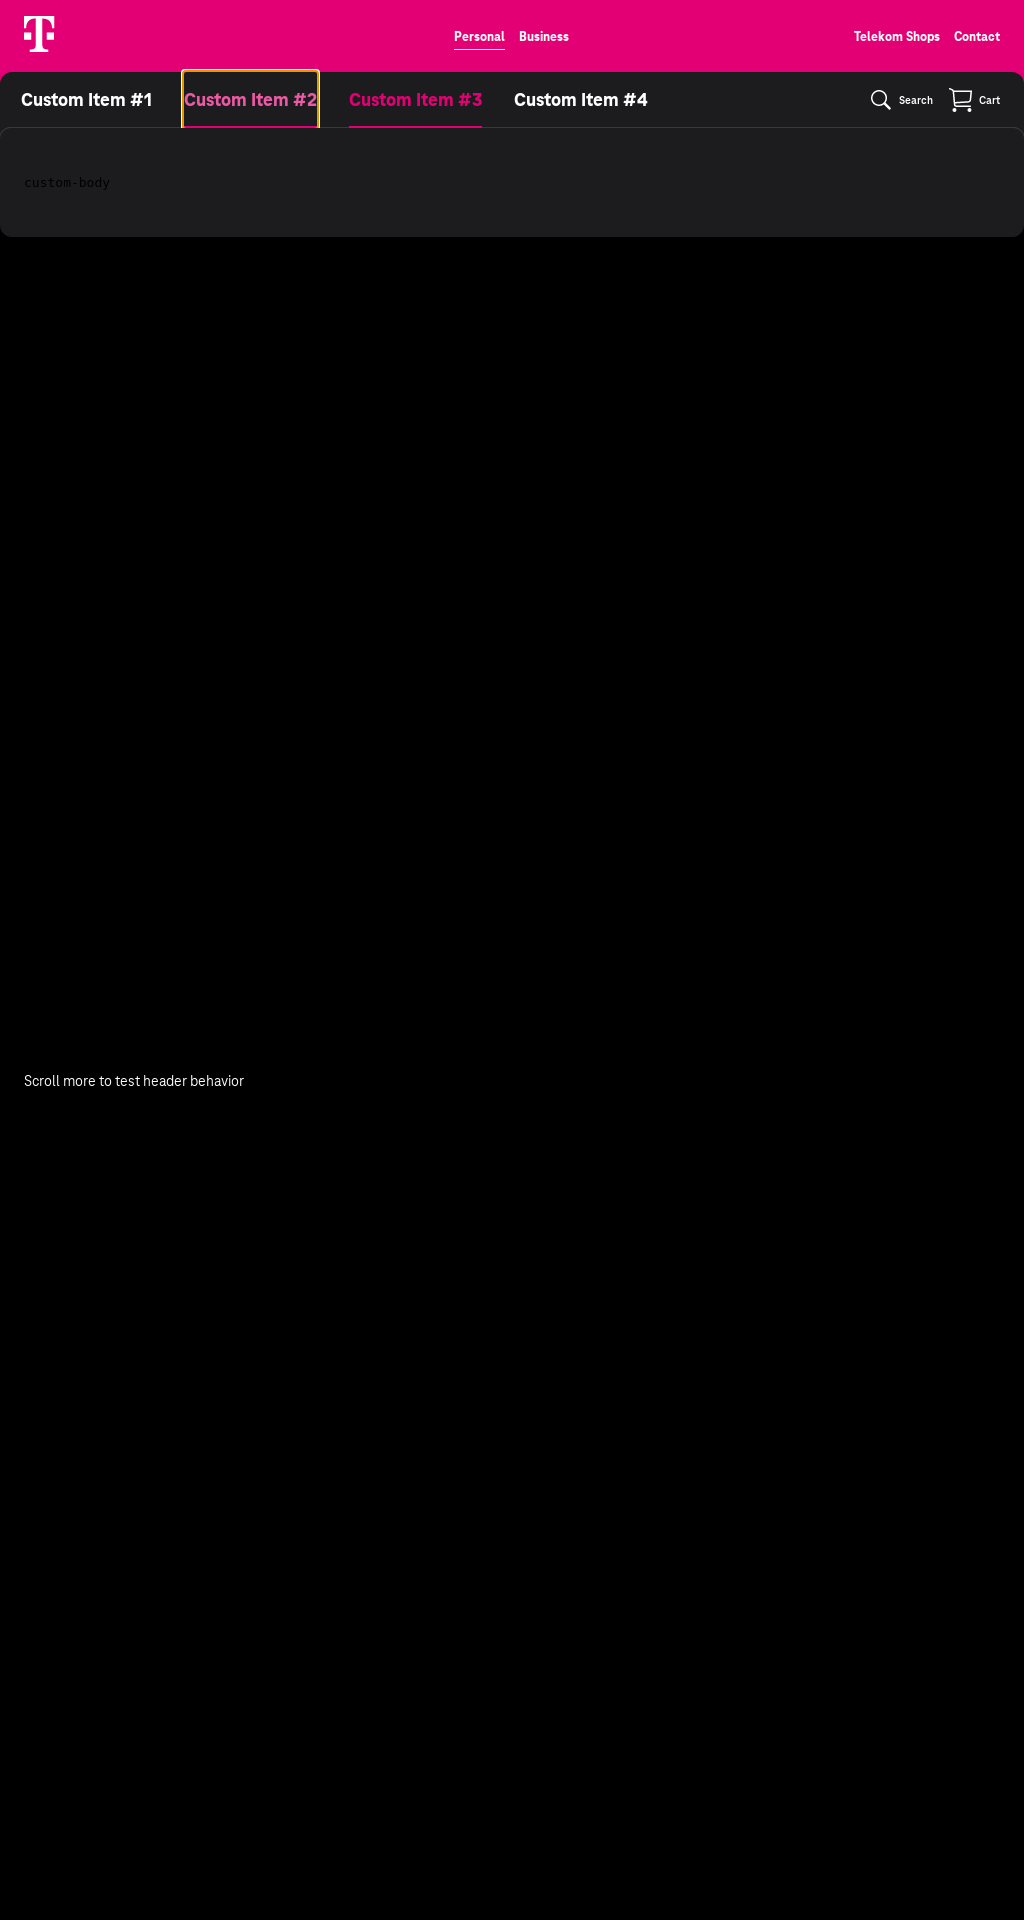 Personal Business Telekom Shops Contact
Custom Item #1 Custom Item #2 Custom Item #3 Custom Item #4 Search Cart
custom-body
Scroll more to test header behavior